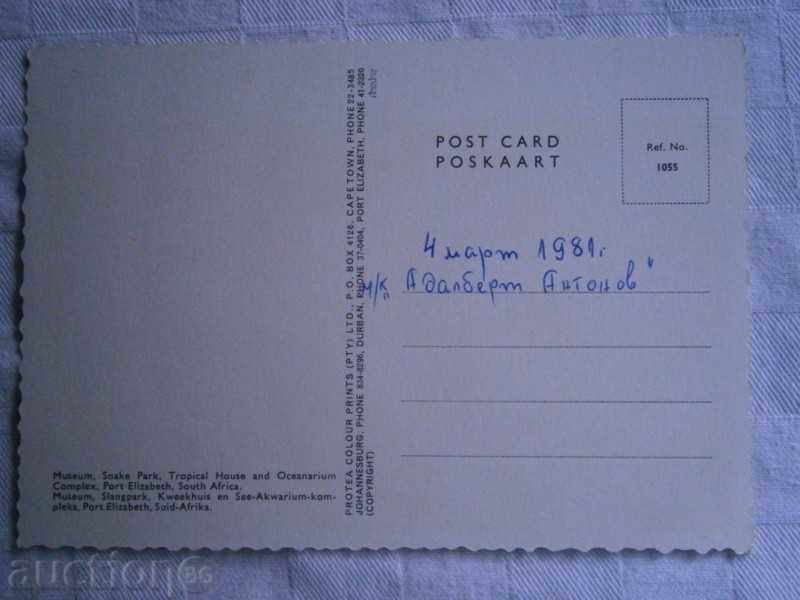 POST CARD
POSKAART
Ref. No.
1055
4 март 1981г.
м/к "Адалберт Антонов"
PROTEA COLOUR PRINTS (PTY) LTD., P.O. BOX 4126, CAPE TOWN, PHONE 22-3485
JOHANNESBURG, PHONE 834-8296, DURBAN, PHONE 37-0404, PORT ELIZABETH, PHONE 41-2320
(COPYRIGHT)
Museum, Snake Park, Tropical House and Oceanarium
Complex, Port Elizabeth, South Africa.
Museum, Slangpark, Kweekhuis en See-Akwarium-kom-
pleks, Port Elizabeth, Suid-Afrika.
auction.BG